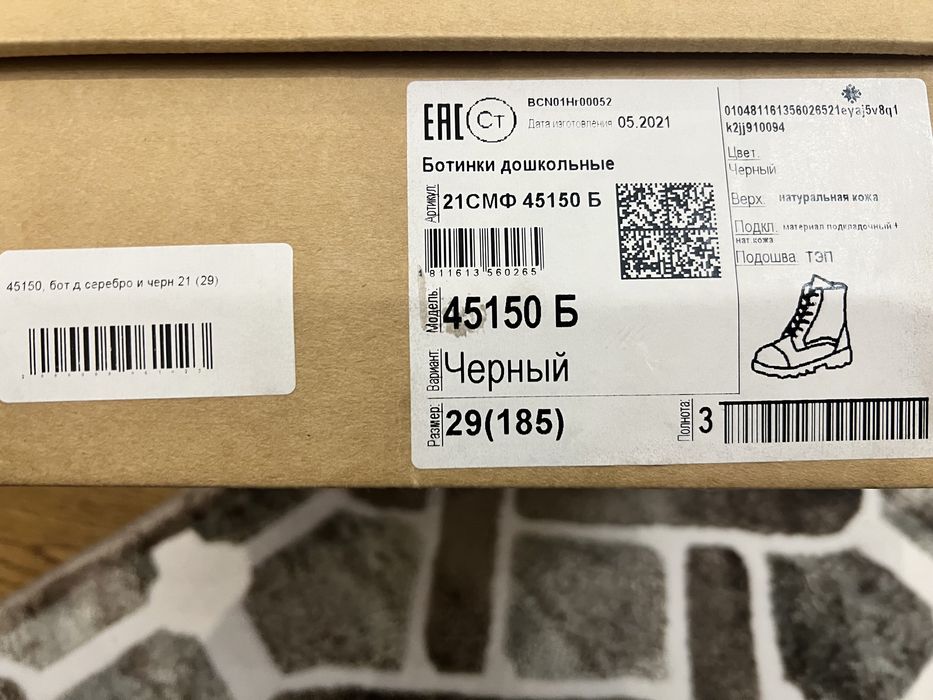 EAC Ст
BCN01Hr00052
Дата изготовления 05.2021
Ботинки дошкольные
Артикул: 21СМФ 45150 Б
811613 560265
Модель: 45150 Б
Вариант: Черный
Размер: 29(185)
Полнота: 3
010481161356026521eyaj5v8q1
k2jj910094
Цвет.
Черный
Верх. натуральная кожа
Подкл. материал подкладочный +
нат.кожа
Подошва ТЭП
45150, бот д серебро и черн 21 (29)